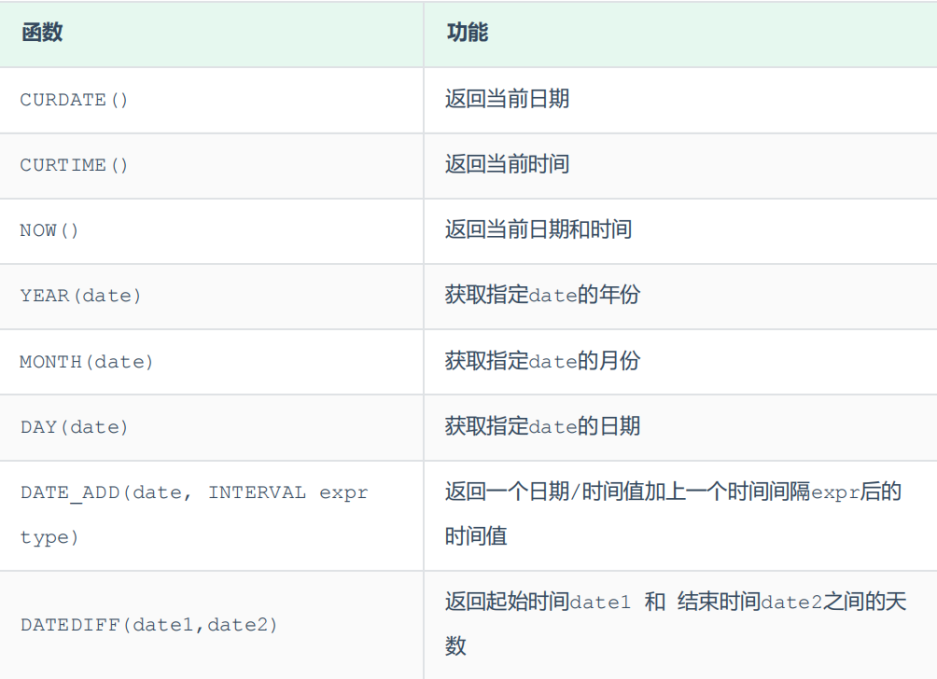 函数 功能
CURDATE() 返回当前日期
CURTIME() 返回当前时间
NOW() 返回当前日期和时间
YEAR(date) 获取指定date的年份
MONTH(date) 获取指定date的月份
DAY(date) 获取指定date的日期
DATE_ADD(date, INTERVAL expr
type)
返回一个日期/时间值加上一个时间间隔expr后的
时间值
DATEDIFF(date1,date2)
返回起始时间date1 和 结束时间date2之间的天
数